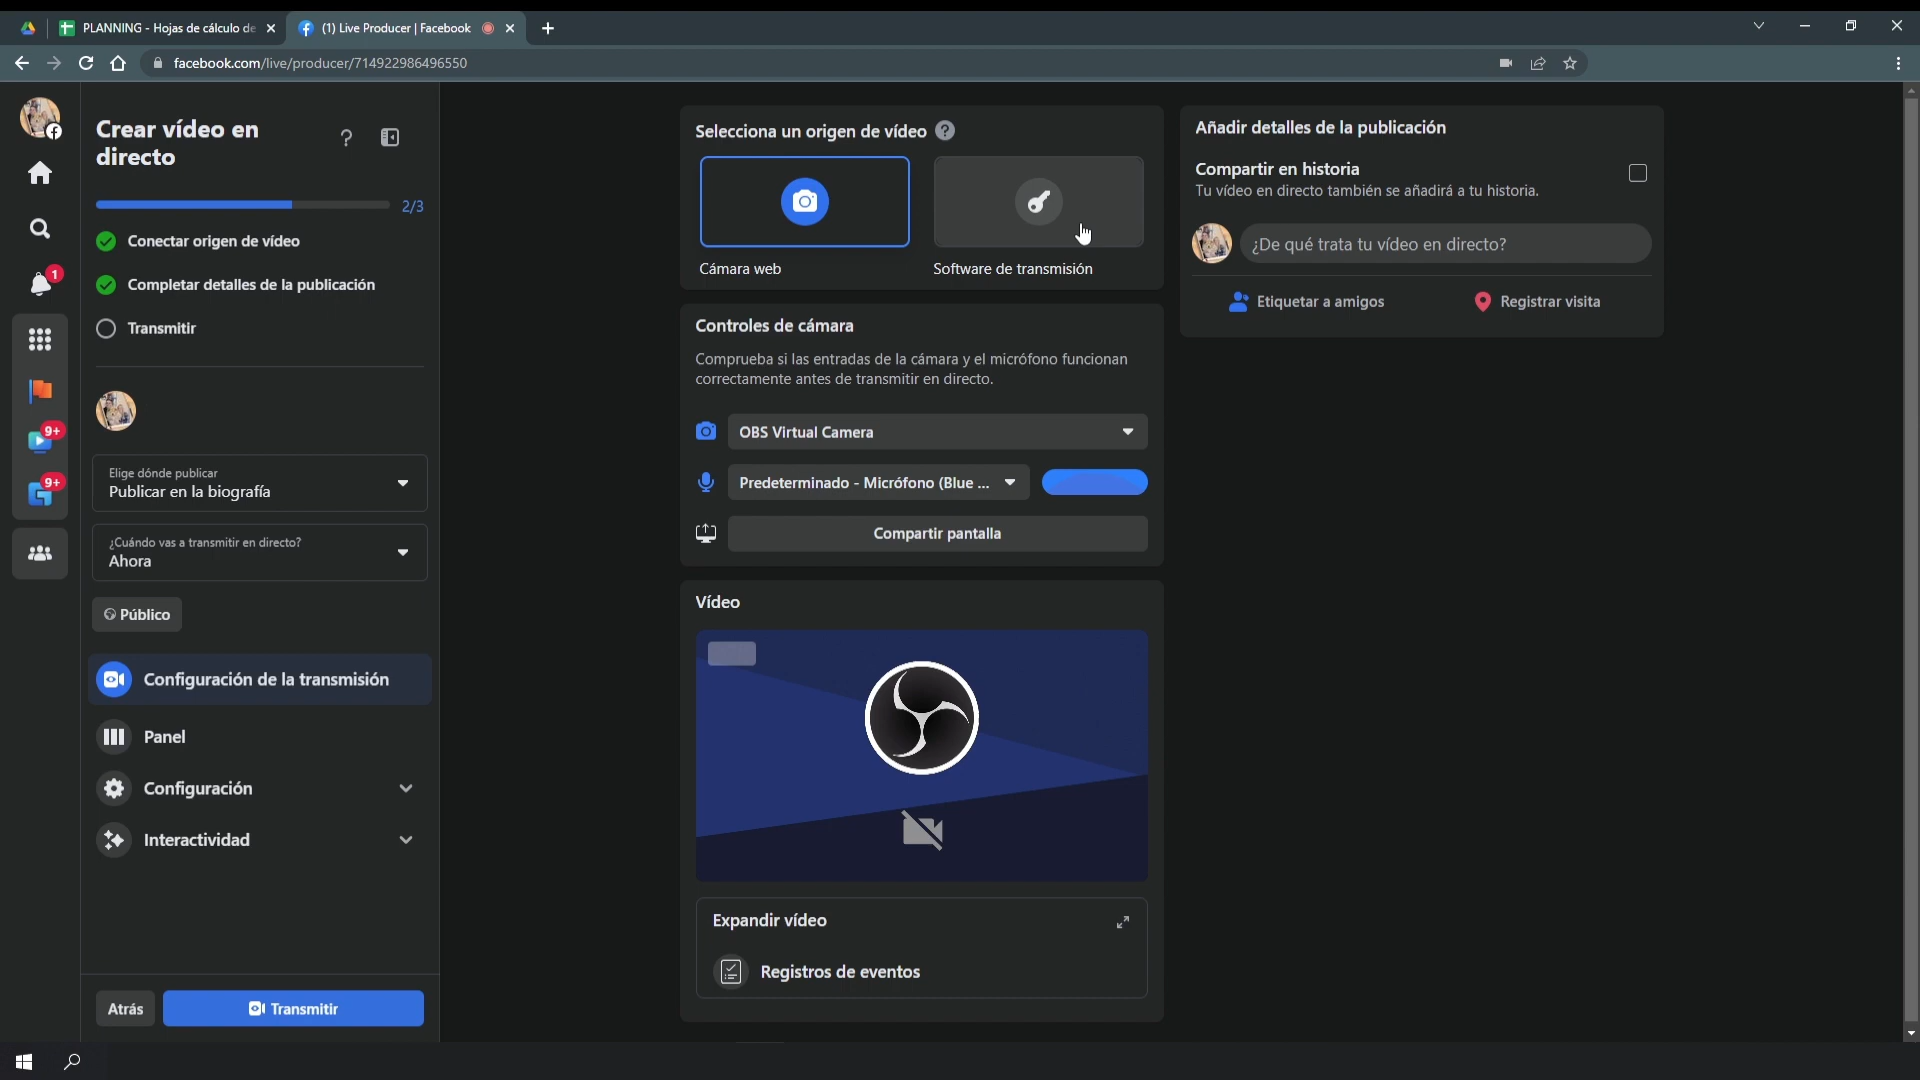 PLANNING - Hojas de cálculo de
(1) Live Producer | Facebook
facebook.com/live/producer/714922986496550
Crear vídeo en
directo
?
2/3
Conectar origen de vídeo
Completar detalles de la publicación
Transmitir
1
9+
9+
Elige dónde publicar
Publicar en la biografía
¿Cuándo vas a transmitir en directo?
Ahora
Público
Configuración de la transmisión
Panel
Configuración
Interactividad
Atrás
Transmitir
Selecciona un origen de vídeo ?
Cámara web
Software de transmisión
Controles de cámara
Comprueba si las entradas de la cámara y el micrófono funcionan
correctamente antes de transmitir en directo.
OBS Virtual Camera
Predeterminado - Micrófono (Blue ...
Compartir pantalla
Vídeo
Expandir vídeo
Registros de eventos
Añadir detalles de la publicación
Compartir en historia
Tu vídeo en directo también se añadirá a tu historia.
¿De qué trata tu vídeo en directo?
Etiquetar a amigos
Registrar visita